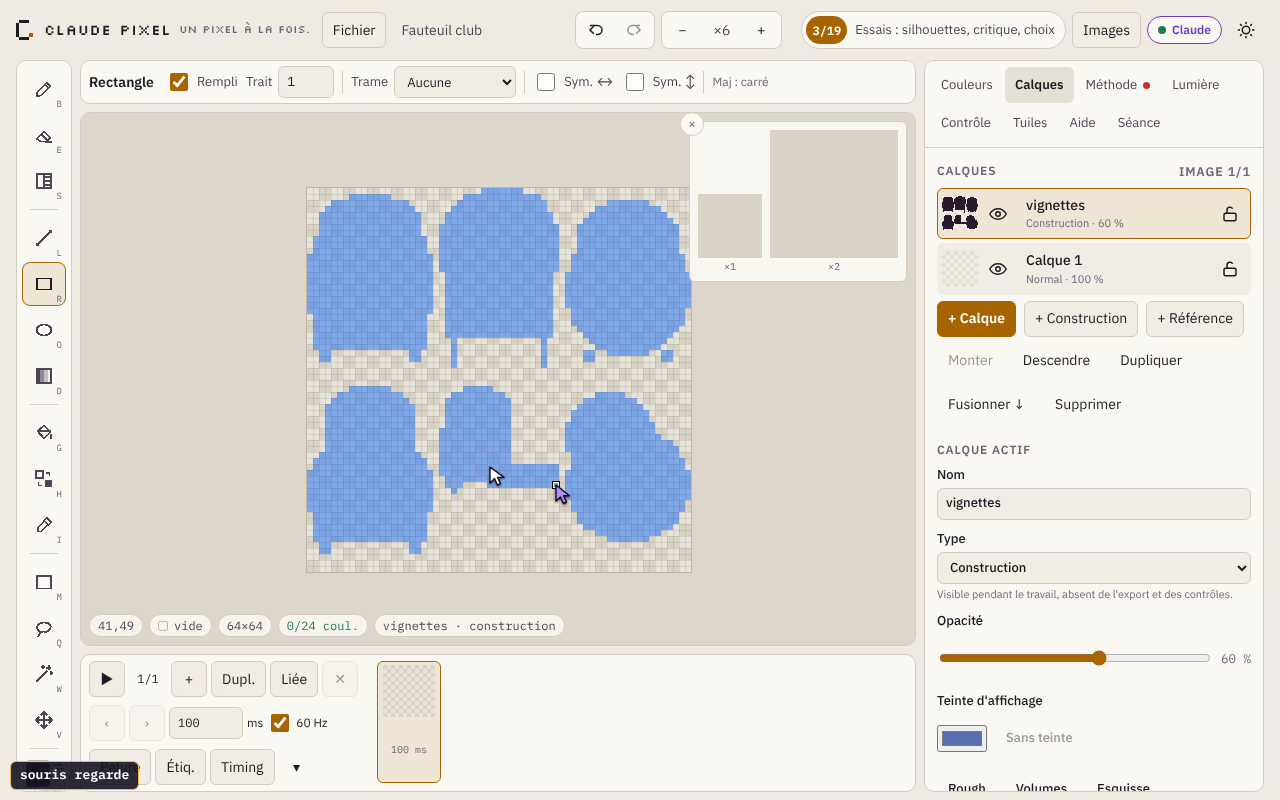 CLAUDE PIXEL
UN PIXEL À LA FOIS.
Fichier
Fauteuil club
− ×6 +
3/19
Essais : silhouettes, critique, choix
Images
Claude
Rectangle
Rempli
Trait
1
Trame
Aucune
Sym. ↔
Sym. ↕
Maj : carré
B
E
S
L
R
O
D
G
H
I
M
Q
W
V
×
×1
×2
41,49
vide
64×64
0/24 coul.
vignettes · construction
1/1
+
Dupl.
Liée
×
‹
›
100
ms
60 Hz
Étiq.
Timing
▼
100 ms
souris regarde
Couleurs
Calques
Méthode
Lumière
Contrôle
Tuiles
Aide
Séance
CALQUES
IMAGE 1/1
vignettes
Construction · 60 %
Calque 1
Normal · 100 %
+ Calque
+ Construction
+ Référence
Monter
Descendre
Dupliquer
Fusionner ↓
Supprimer
CALQUE ACTIF
Nom
vignettes
Type
Construction
Visible pendant le travail, absent de l'export et des contrôles.
Opacité
60 %
Teinte d'affichage
Sans teinte
Rough
Volumes
Esquisse